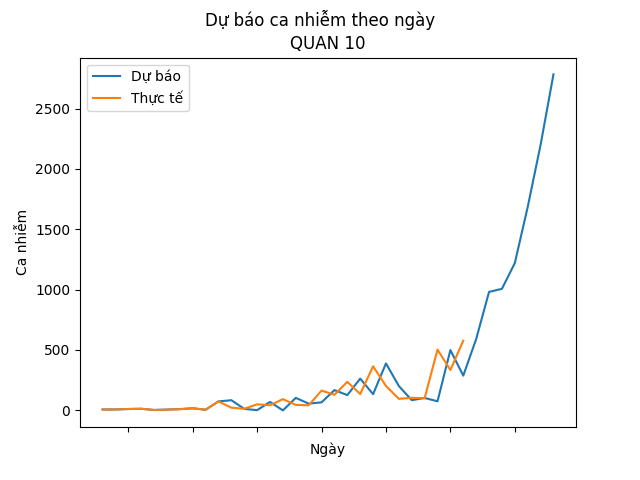 Dự báo ca nhiễm theo ngày
QUAN 10
Dự báo
Thực tế
2500
2000
1500
1000
500
0
Ca nhiễm
Ngày